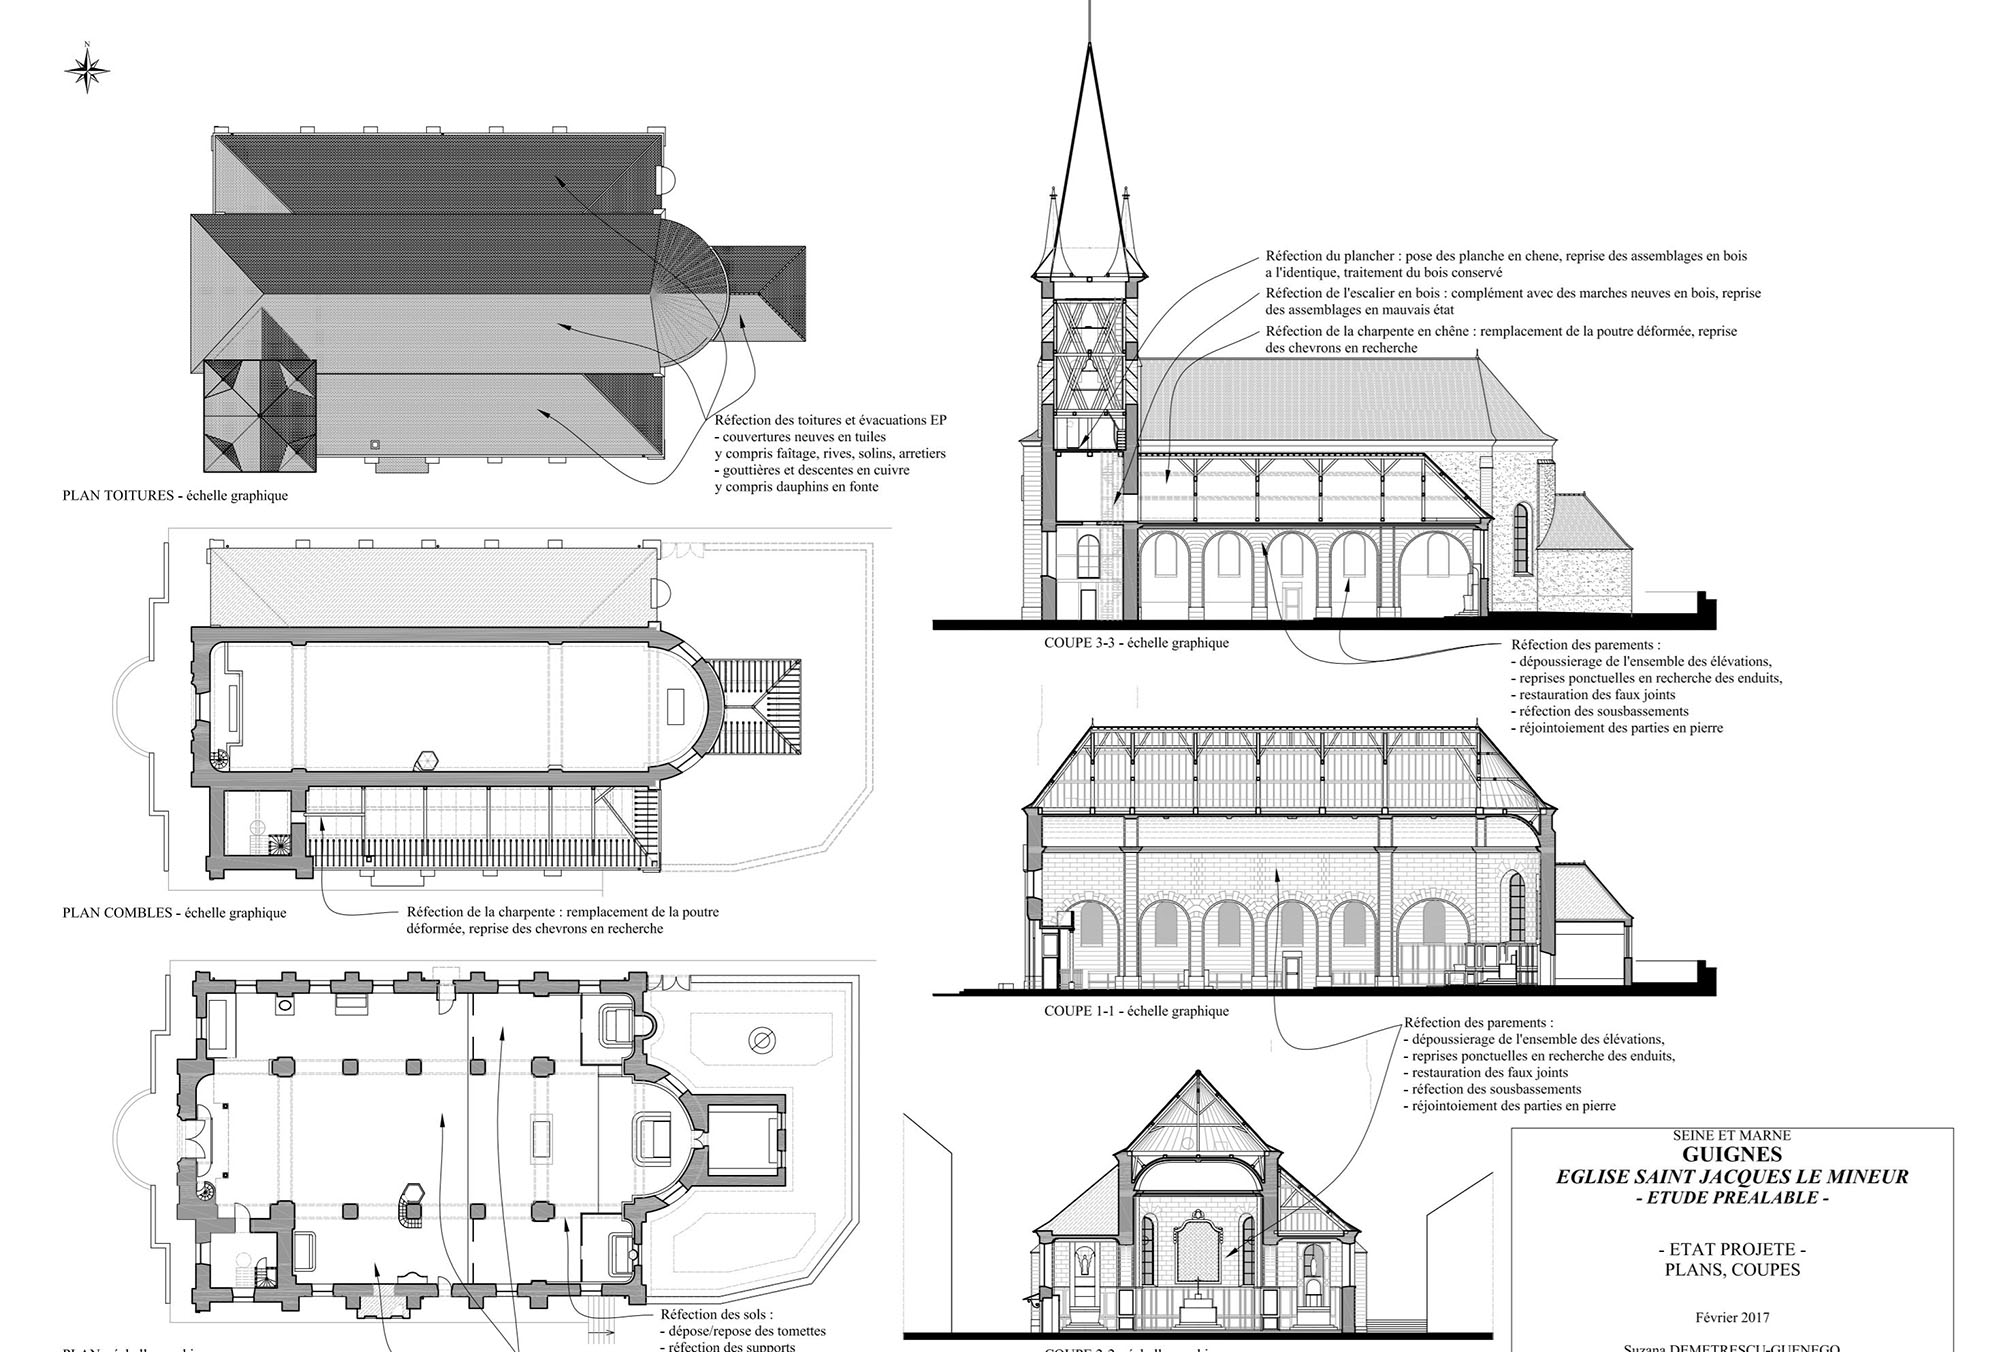 N
Réfection des toitures et évacuations EP
- couvertures neuves en tuiles
y compris faîtage, rives, solins, arretiers
- gouttières et descentes en cuivre
y compris dauphins en fonte
PLAN TOITURES - échelle graphique
PLAN COMBLES - échelle graphique
Réfection de la charpente : remplacement de la poutre
déformée, reprise des chevrons en recherche
Réfection des sols :
- dépose/repose des tomettes
- réfection des supports
Réfection du plancher : pose des planche en chene, reprise des assemblages en bois
a l'identique, traitement du bois conservé
Réfection de l'escalier en bois : complément avec des marches neuves en bois, reprise
des assemblages en mauvais état
Réfection de la charpente en chêne : remplacement de la poutre déformée, reprise
des chevrons en recherche
COUPE 3-3 - échelle graphique
Réfection des parements :
- dépoussierage de l'ensemble des élévations,
- reprises ponctuelles en recherche des enduits,
- restauration des faux joints
- réfection des sousbassements
- réjointoiement des parties en pierre
COUPE 1-1 - échelle graphique
Réfection des parements :
- dépoussierage de l'ensemble des élévations,
- reprises ponctuelles en recherche des enduits,
- restauration des faux joints
- réfection des sousbassements
- réjointoiement des parties en pierre
SEINE ET MARNE
GUIGNES
EGLISE SAINT JACQUES LE MINEUR
- ETUDE PRÉALABLE -
- ETAT PROJETE -
PLANS, COUPES
Février 2017
Suzana DEMETRESCU-GUENEGO